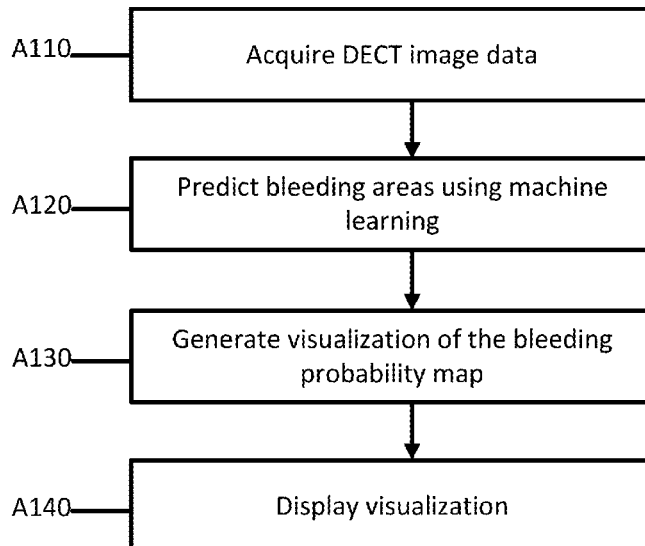 A110
Acquire DECT image data
A120
Predict bleeding areas using machine
learning
A130
Generate visualization of the bleeding
probability map
A140
Display visualization